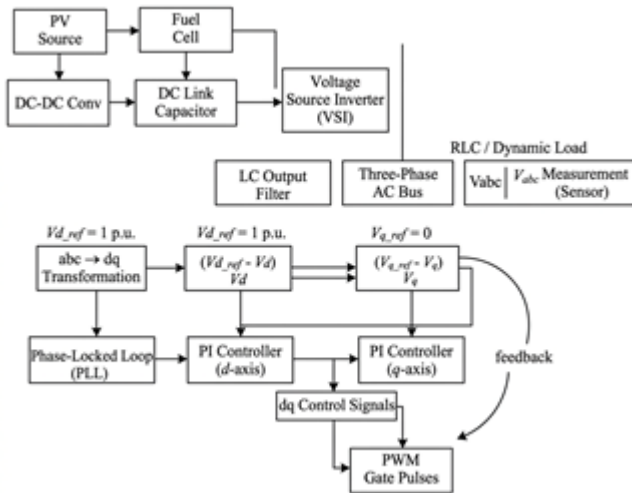 PV
Source
Fuel
Cell
DC-DC Conv
DC Link
Capacitor
Voltage
Source Inverter
(VSI)
RLC / Dynamic Load
LC Output
Filter
Three-Phase
AC Bus
Vabc
Vabc Measurement
(Sensor)
Vd_ref = 1 p.u.
Vd_ref = 1 p.u.
Vq_ref = 0
abc → dq
Transformation
(Vd_ref - Vd)
Vd
(Vq_ref - Vq)
Vq
Phase-Locked Loop
(PLL)
PI Controller
(d-axis)
PI Controller
(q-axis)
feedback
dq Control Signals
PWM
Gate Pulses